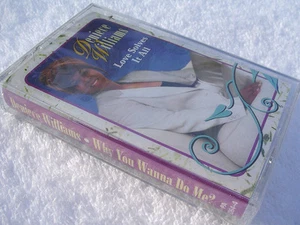 Deniece
Williams
Love Solves
It All
Deniece Williams • Why You Wanna Do Me?